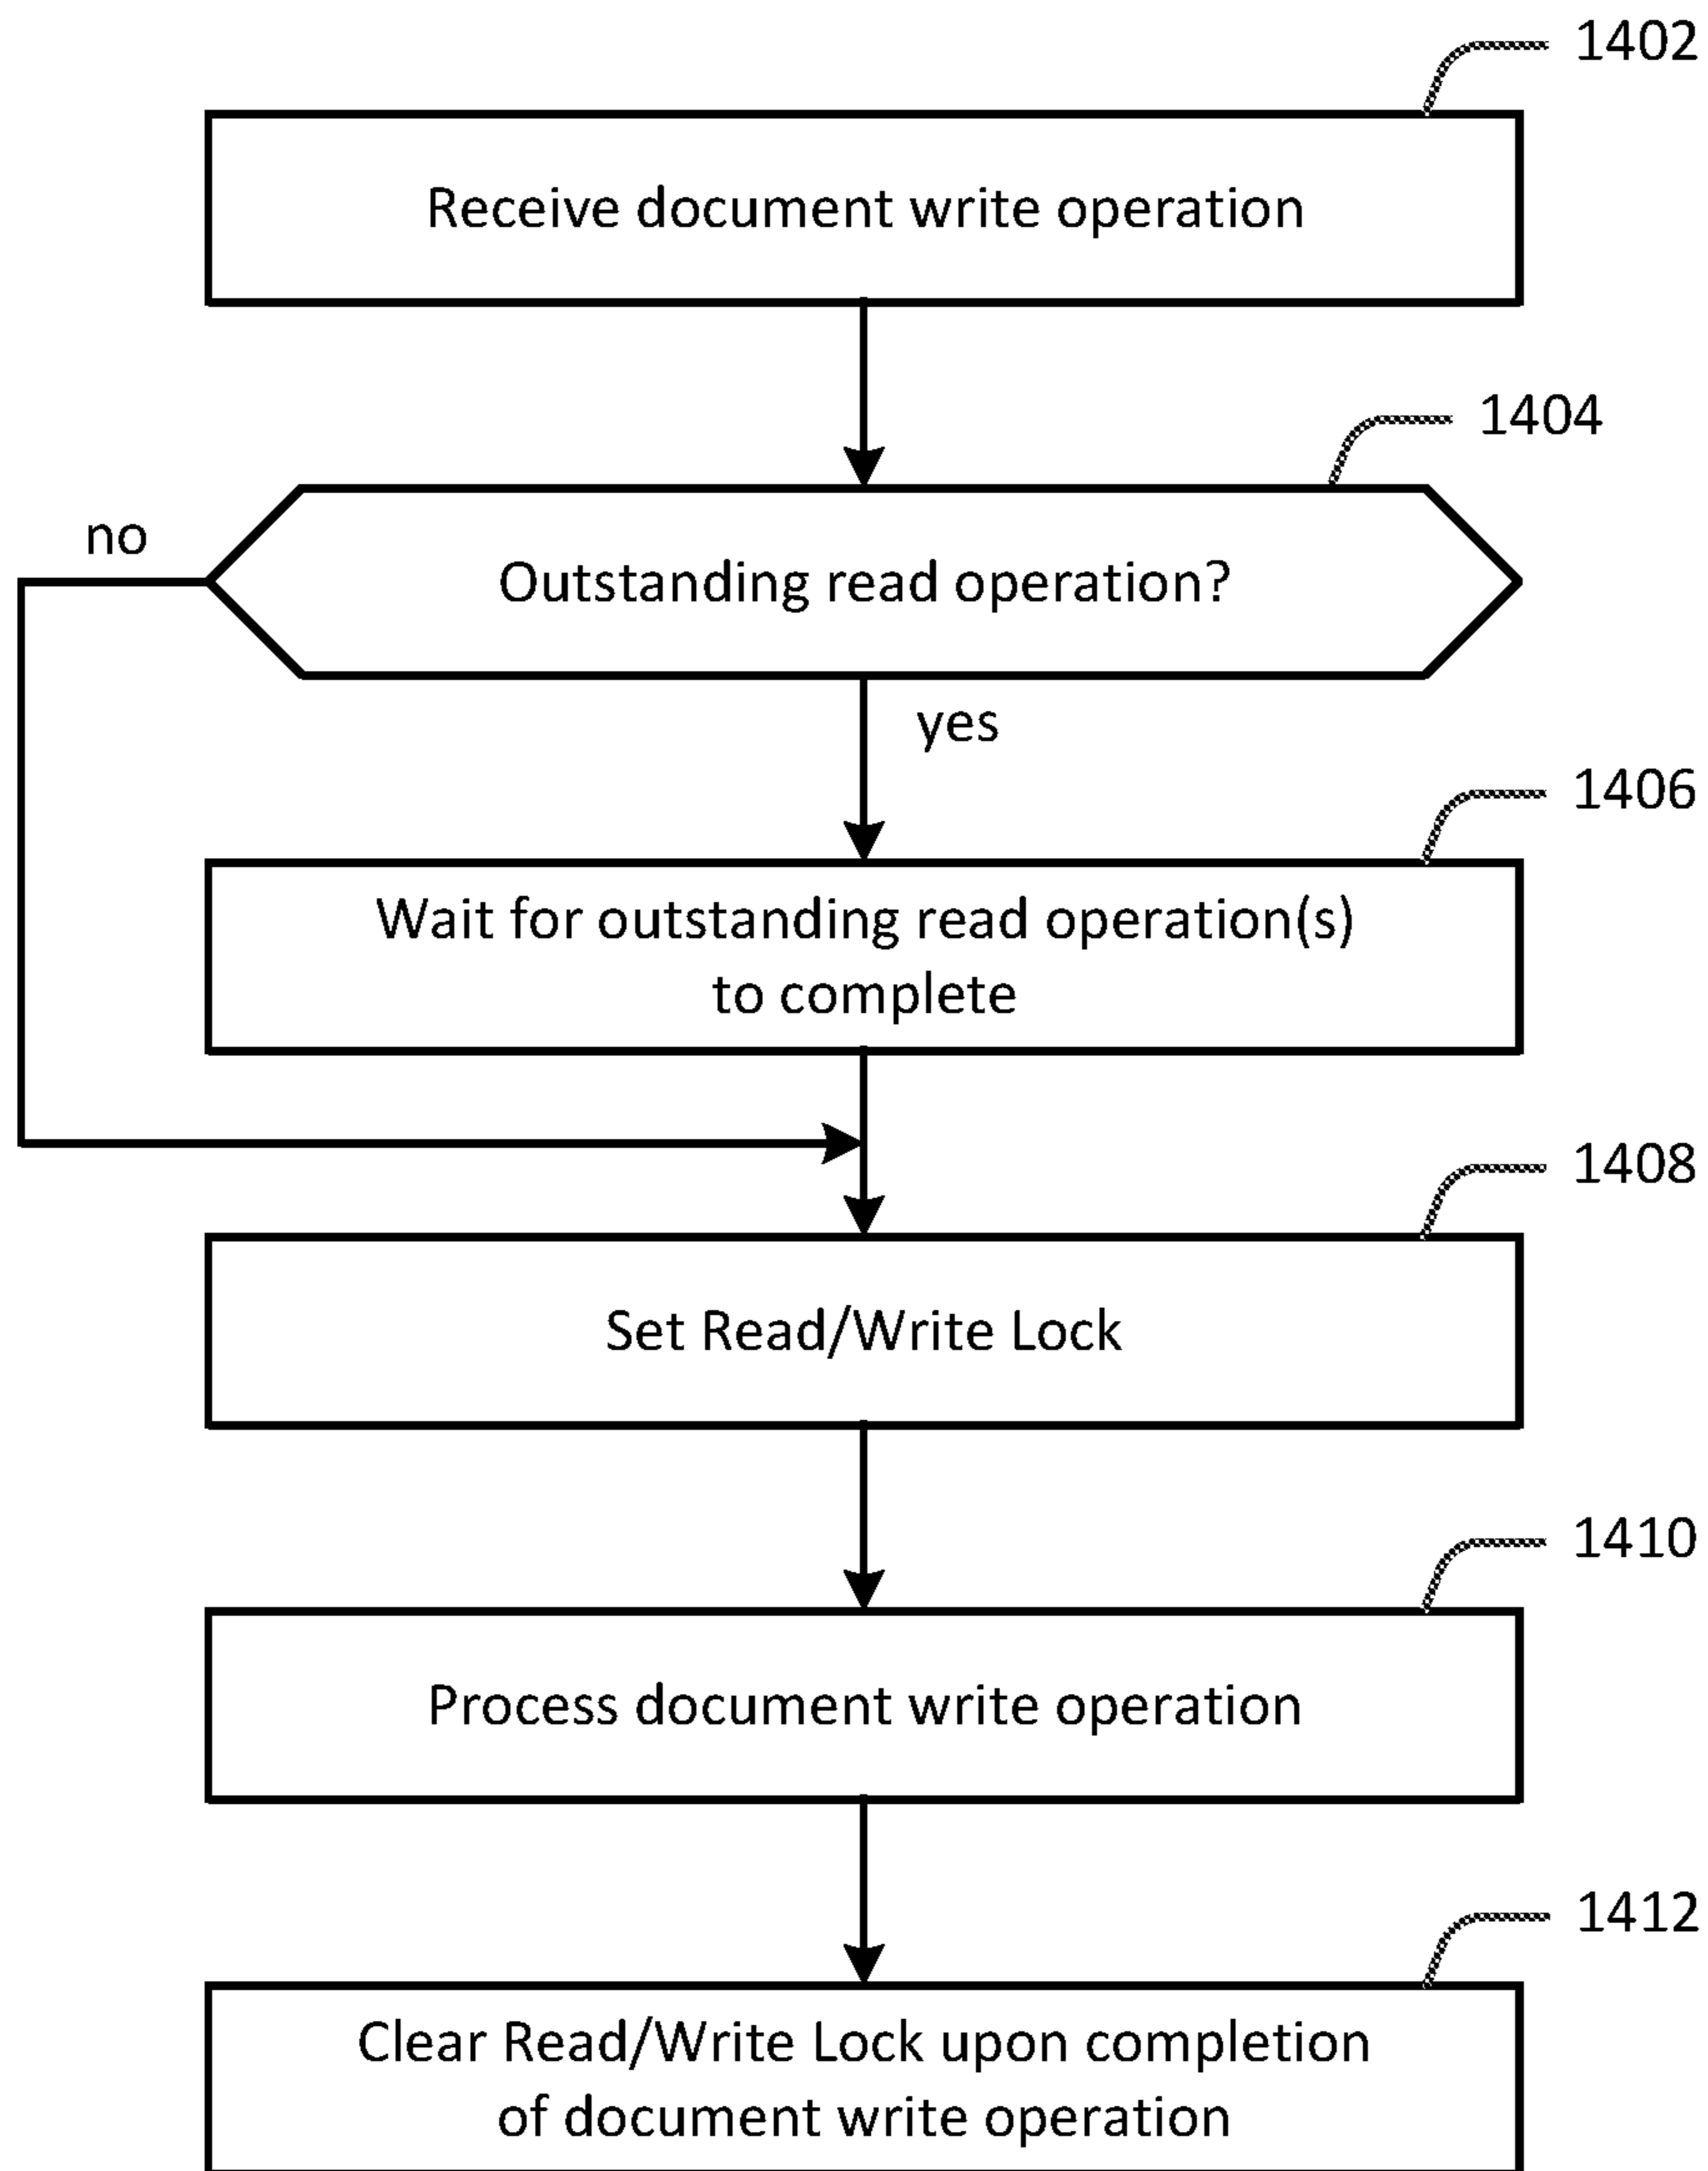 1402
Receive document write operation
1404
no
Outstanding read operation?
yes
1406
Wait for outstanding read operation(s)
to complete
1408
Set Read/Write Lock
1410
Process document write operation
1412
Clear Read/Write Lock upon completion
of document write operation